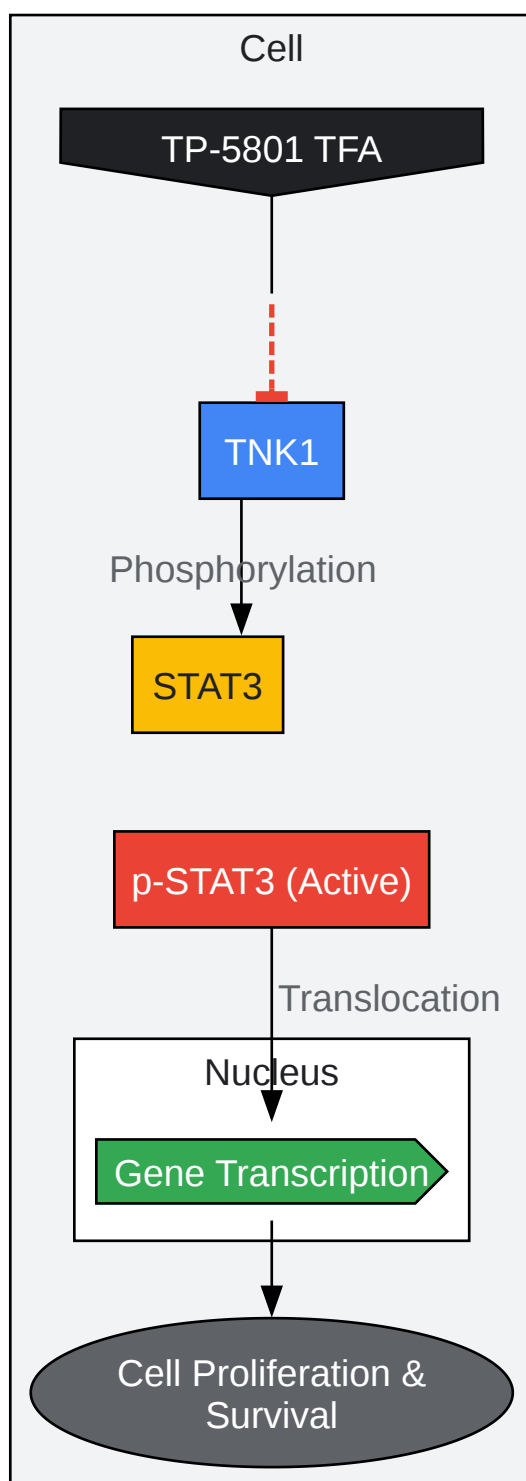 Cell
TP-5801 TFA
TNK1
Phosphorylation
STAT3
p-STAT3 (Active)
Translocation
Nucleus
Gene Transcription
Cell Proliferation &
Survival